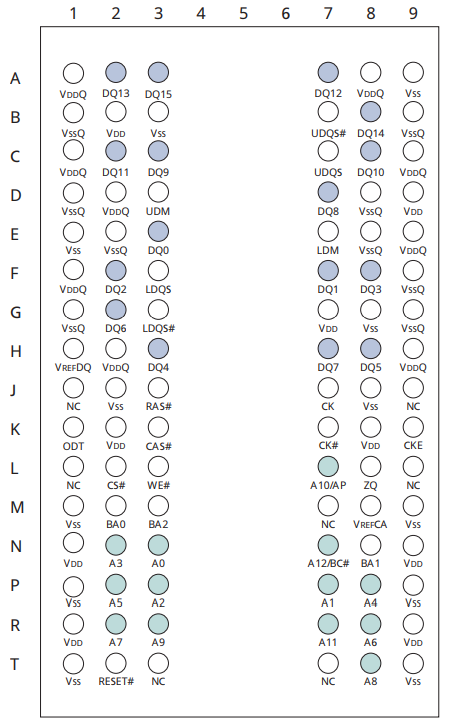 1 2 3 4 5 6 7 8 9
A
VDDQ DQ13 DQ15 DQ12 VDDQ VSS
B
VSSQ VDD VSS UDQS# DQ14 VSSQ
C
VDDQ DQ11 DQ9 UDQS DQ10 VDDQ
D
VSSQ VDDQ UDM DQ8 VSSQ VDD
E
VSS VSSQ DQ0 LDM VSSQ VDDQ
F
VDDQ DQ2 LDQS DQ1 DQ3 VSSQ
G
VSSQ DQ6 LDQS# VDD VSS VSSQ
H
VREFDQ VDDQ DQ4 DQ7 DQ5 VDDQ
J
NC VSS RAS# CK VSS NC
K
ODT VDD CAS# CK# VDD CKE
L
NC CS# WE# A10/AP ZQ NC
M
VSS BA0 BA2 NC VREFCA VSS
N
VDD A3 A0 A12/BC# BA1 VDD
P
VSS A5 A2 A1 A4 VSS
R
VDD A7 A9 A11 A6 VDD
T
VSS RESET# NC NC A8 VSS